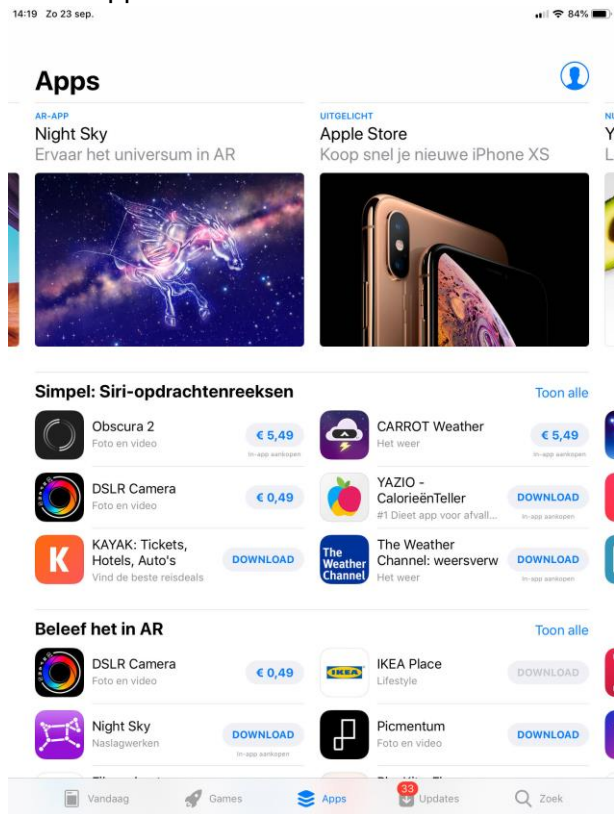 14:19 Zo 23 sep.
84%
Apps
AR-APP
Night Sky
Ervaar het universum in AR
UITGELICHT
Apple Store
Koop snel je nieuwe iPhone XS
Simpel: Siri-opdrachtenreeksen
Toon alle
Obscura 2
Foto en video
€ 5,49
In-app aankopen
CARROT Weather
Het weer
€ 5,49
In-app aankopen
DSLR Camera
Foto en video
€ 0,49
YAZIO -
CalorieënTeller
#1 Dieet app voor afvall...
DOWNLOAD
In-app aankopen
K
KAYAK: Tickets,
Hotels, Auto's
Vind de beste reisdeals
DOWNLOAD
The
Weather
Channel
The Weather
Channel: weersverw
Het weer
DOWNLOAD
In-app aankopen
Beleef het in AR
Toon alle
DSLR Camera
Foto en video
€ 0,49
IKEA
IKEA Place
Lifestyle
DOWNLOAD
Night Sky
Naslagwerken
DOWNLOAD
In-app aankopen
Picmentum
Foto en video
DOWNLOAD
Vandaag
Games
Apps
33
Updates
Zoek